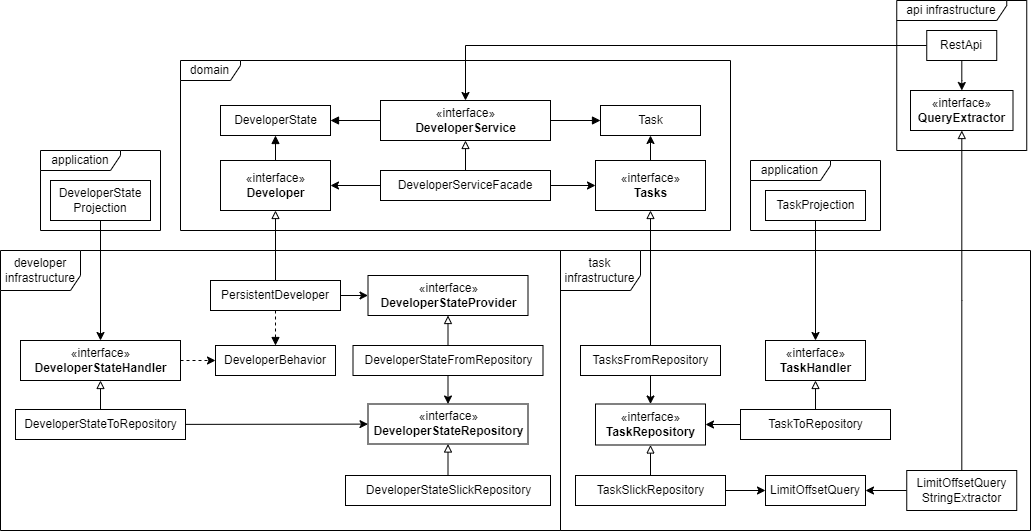 api infrastructure
RestApi
«interface»
QueryExtractor
domain
DeveloperState
«interface»
DeveloperService
Task
«interface»
Developer
DeveloperServiceFacade
«interface»
Tasks
application
DeveloperState
Projection
application
TaskProjection
developer
infrastructure
PersistentDeveloper
«interface»
DeveloperStateProvider
«interface»
DeveloperStateHandler
DeveloperBehavior
DeveloperStateFromRepository
DeveloperStateToRepository
«interface»
DeveloperStateRepository
DeveloperStateSlickRepository
task
infrastructure
TasksFromRepository
«interface»
TaskHandler
«interface»
TaskRepository
TaskToRepository
TaskSlickRepository
LimitOffsetQuery
LimitOffsetQuery
StringExtractor